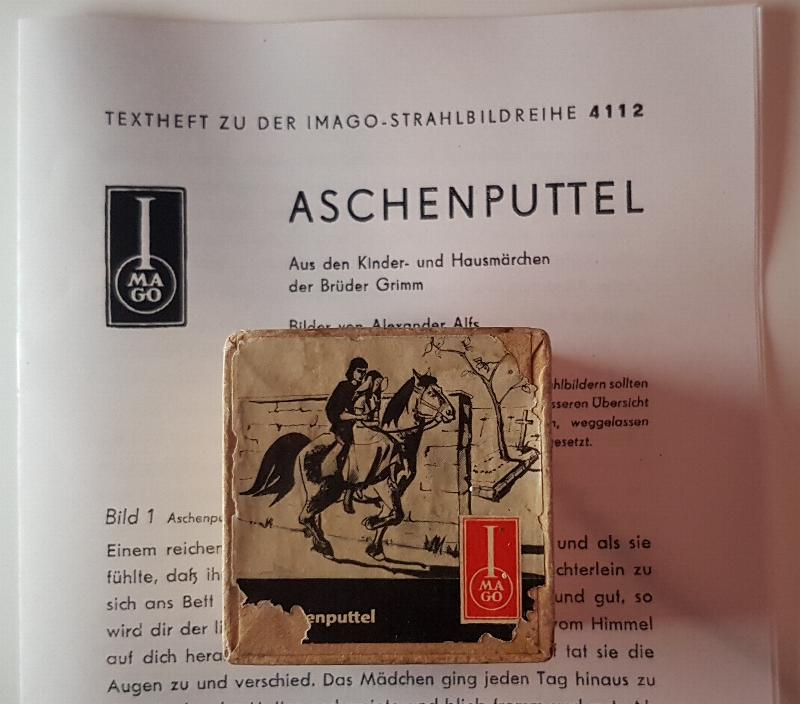 TEXTHEFT ZU DER IMAGO-STRAHLBILDREIHE 4112
I
MA
GO
ASCHENPUTTEL
Aus den Kinder- und Hausmärchen
der Brüder Grimm
Bilder von Alexander Alfs
hlbildern sollten
sseren Übersicht
n, weggelassen
esetzt.
Bild 1 Aschenpu
Einem reicher und als sie
fühlte, daß ih chterlein zu
sich ans Bett und gut, so
wird dir der li vom Himmel
auf dich hera f tat sie die
Augen zu und verschied. Das Mädchen ging jeden Tag hinaus zu
I
MA
GO
enputtel